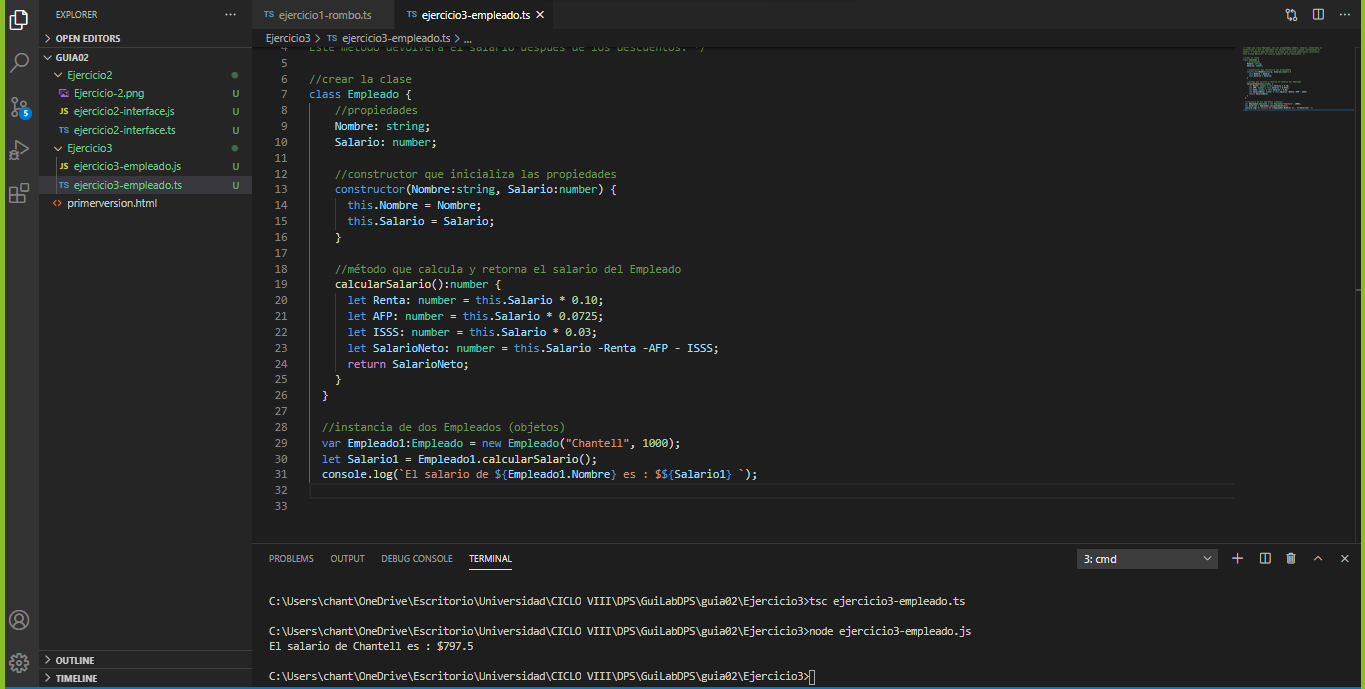 EXPLORER
OPEN EDITORS
GUIA02
Ejercicio2
Ejercicio-2.png U
JS ejercicio2-interface.js U
TS ejercicio2-interface.ts U
Ejercicio3
JS ejercicio3-empleado.js U
TS ejercicio3-empleado.ts U
<> primerversion.html
OUTLINE
TIMELINE
5
TS ejercicio1-rombo.ts
TS ejercicio3-empleado.ts
Ejercicio3 > TS ejercicio3-empleado.ts > ...
4 Este metodo devolverá el salario después de los descuentos. */
5
6 //crear la clase
7 class Empleado {
8 //propiedades
9 Nombre: string;
10 Salario: number;
11
12 //constructor que inicializa las propiedades
13 constructor(Nombre:string, Salario:number) {
14 this.Nombre = Nombre;
15 this.Salario = Salario;
16 }
17
18 //método que calcula y retorna el salario del Empleado
19 calcularSalario():number {
20 let Renta: number = this.Salario * 0.10;
21 let AFP: number = this.Salario * 0.0725;
22 let ISSS: number = this.Salario * 0.03;
23 let SalarioNeto: number = this.Salario -Renta -AFP - ISSS;
24 return SalarioNeto;
25 }
26 }
27
28 //instancia de dos Empleados (objetos)
29 var Empleado1:Empleado = new Empleado("Chantell", 1000);
30 let Salario1 = Empleado1.calcularSalario();
31 console.log(`El salario de ${Empleado1.Nombre} es : $${Salario1} `);
32
33
PROBLEMS OUTPUT DEBUG CONSOLE TERMINAL 3: cmd
C:\Users\chant\OneDrive\Escritorio\Universidad\CICLO VIII\DPS\GuiLabDPS\guia02\Ejercicio3>tsc ejercicio3-empleado.ts
C:\Users\chant\OneDrive\Escritorio\Universidad\CICLO VIII\DPS\GuiLabDPS\guia02\Ejercicio3>node ejercicio3-empleado.js
El salario de Chantell es : $797.5
C:\Users\chant\OneDrive\Escritorio\Universidad\CICLO VIII\DPS\GuiLabDPS\guia02\Ejercicio3>